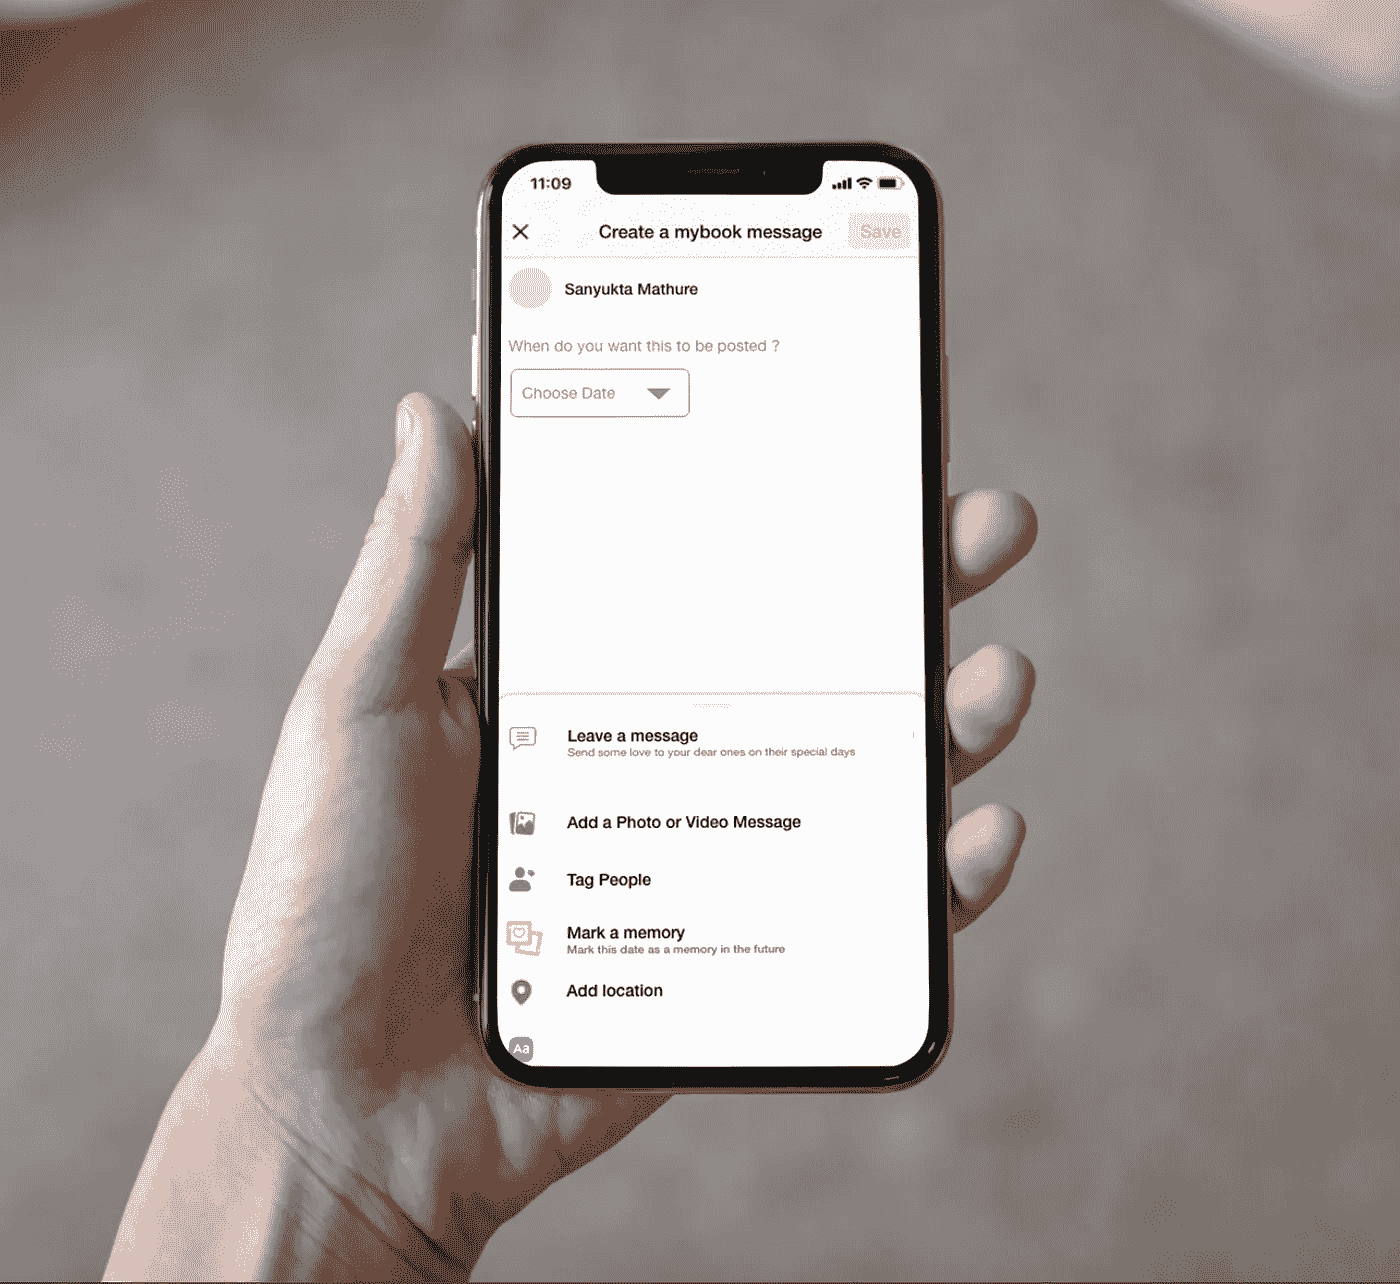 11:09
Create a mybook message
Save
Sanyukta Mathure
When do you want this to be posted ?
Choose Date
Leave a message
Send some love to your dear ones on their special days
Add a Photo or Video Message
Tag People
Mark a memory
Mark this date as a memory in the future
Add location
Aa